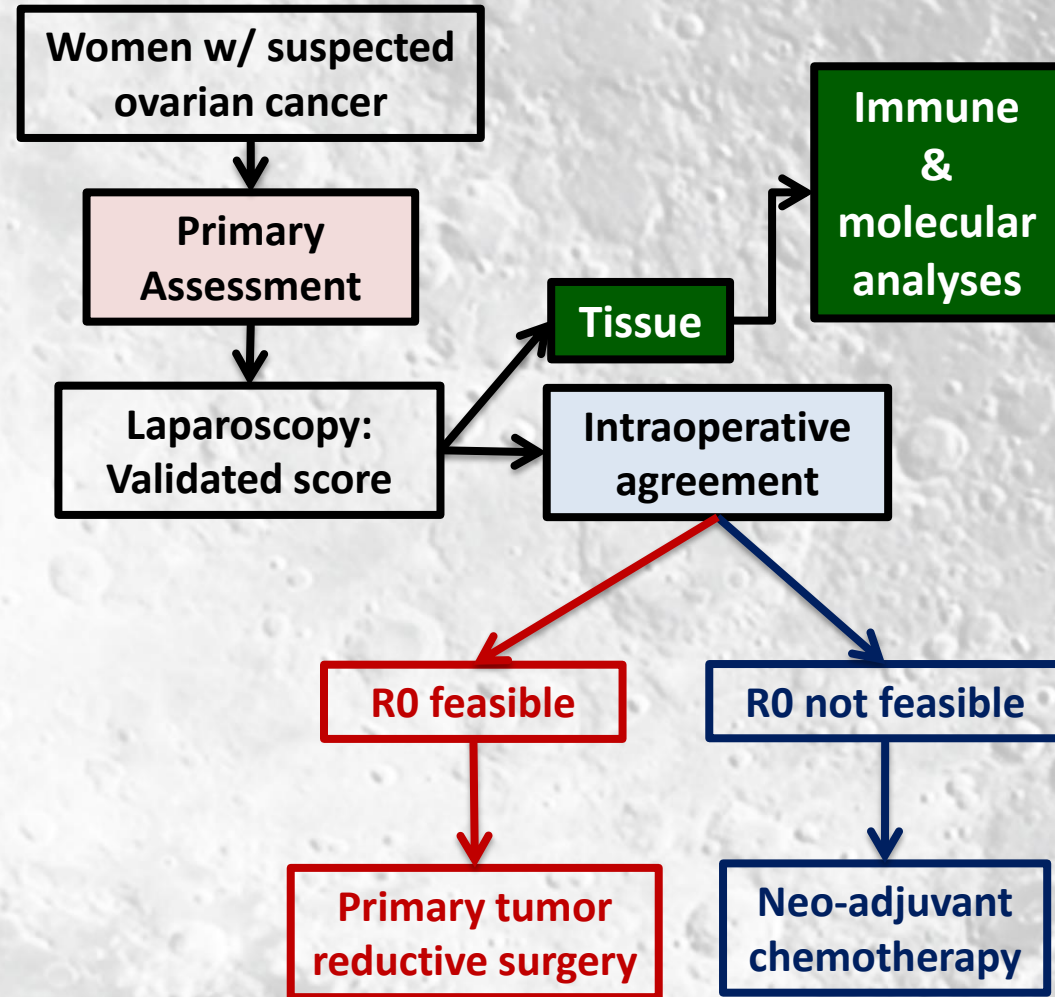 Women w/ suspected
ovarian cancer
Primary
Assessment
Laparoscopy:
Validated score
Tissue
Immune
&
molecular
analyses
Intraoperative
agreement
R0 feasible
R0 not feasible
Primary tumor
reductive surgery
Neo-adjuvant
chemotherapy